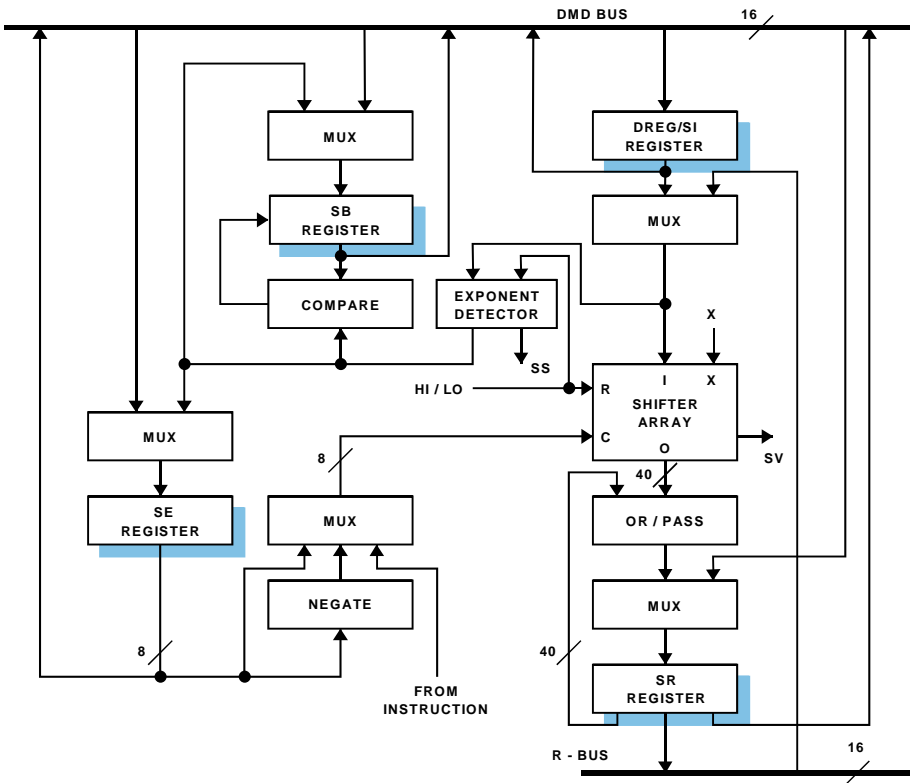 DMD BUS
16
MUX
DREG/SI
REGISTER
SB
REGISTER
MUX
COMPARE
EXPONENT
DETECTOR
X
SS
HI / LO
R
I
X
SHIFTER
ARRAY
C
O
SV
MUX
8
40
SE
REGISTER
MUX
OR / PASS
NEGATE
MUX
8
40
FROM
INSTRUCTION
SR
REGISTER
R - BUS
16